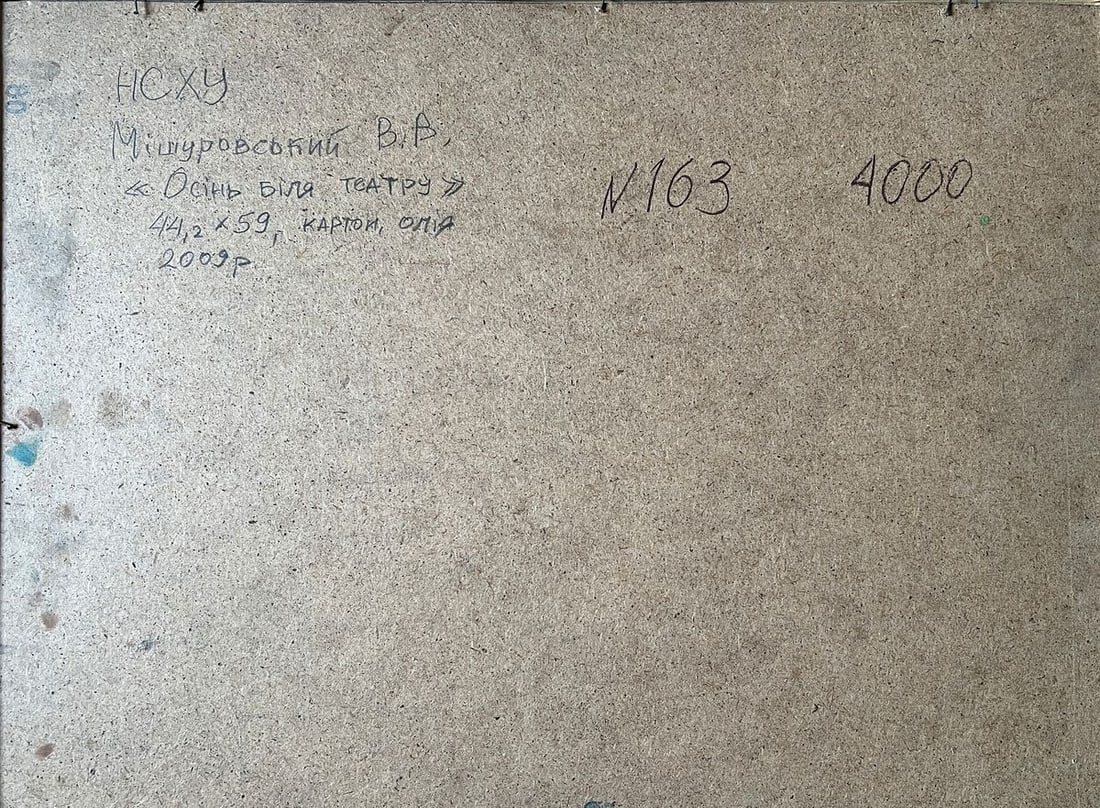 НСХУ
Мішуровський В.В,
« Осінь біля театру »
44,2 × 59, картон, олія
2009р
N163 4000